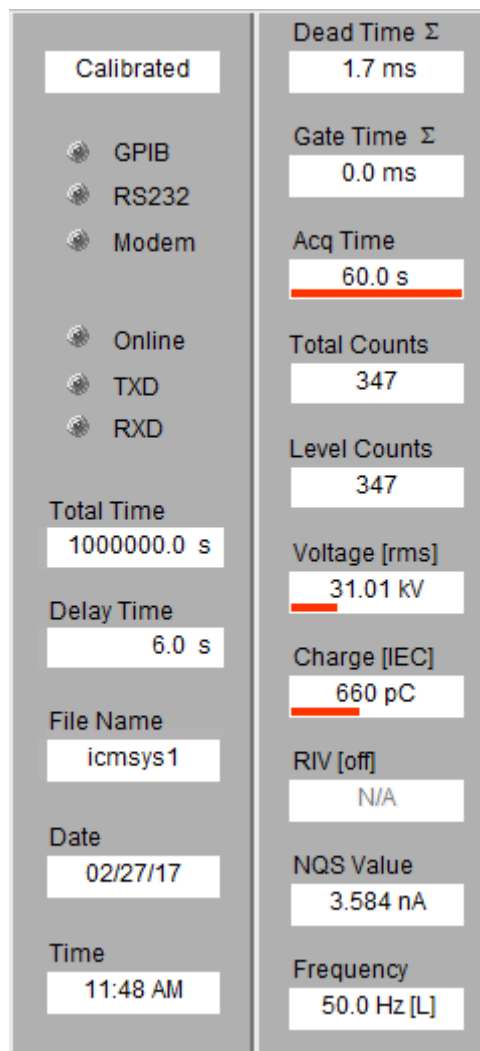 Calibrated
GPIB
RS232
Modem
Online
TXD
RXD
Total Time
1000000.0 s
Delay Time
6.0 s
File Name
icmsys1
Date
02/27/17
Time
11:48 AM
Dead Time Σ
1.7 ms
Gate Time Σ
0.0 ms
Acq Time
60.0 s
Total Counts
347
Level Counts
347
Voltage [rms]
31.01 kV
Charge [IEC]
660 pC
RIV [off]
N/A
NQS Value
3.584 nA
Frequency
50.0 Hz [L]